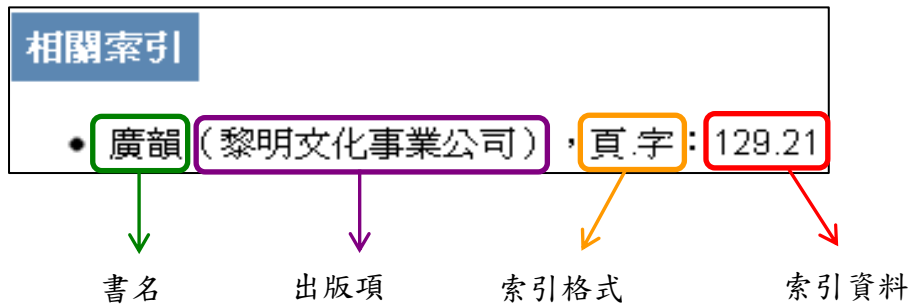 相關索引
• 廣韻（黎明文化事業公司），頁.字：129.21
書名 出版項 索引格式 索引資料